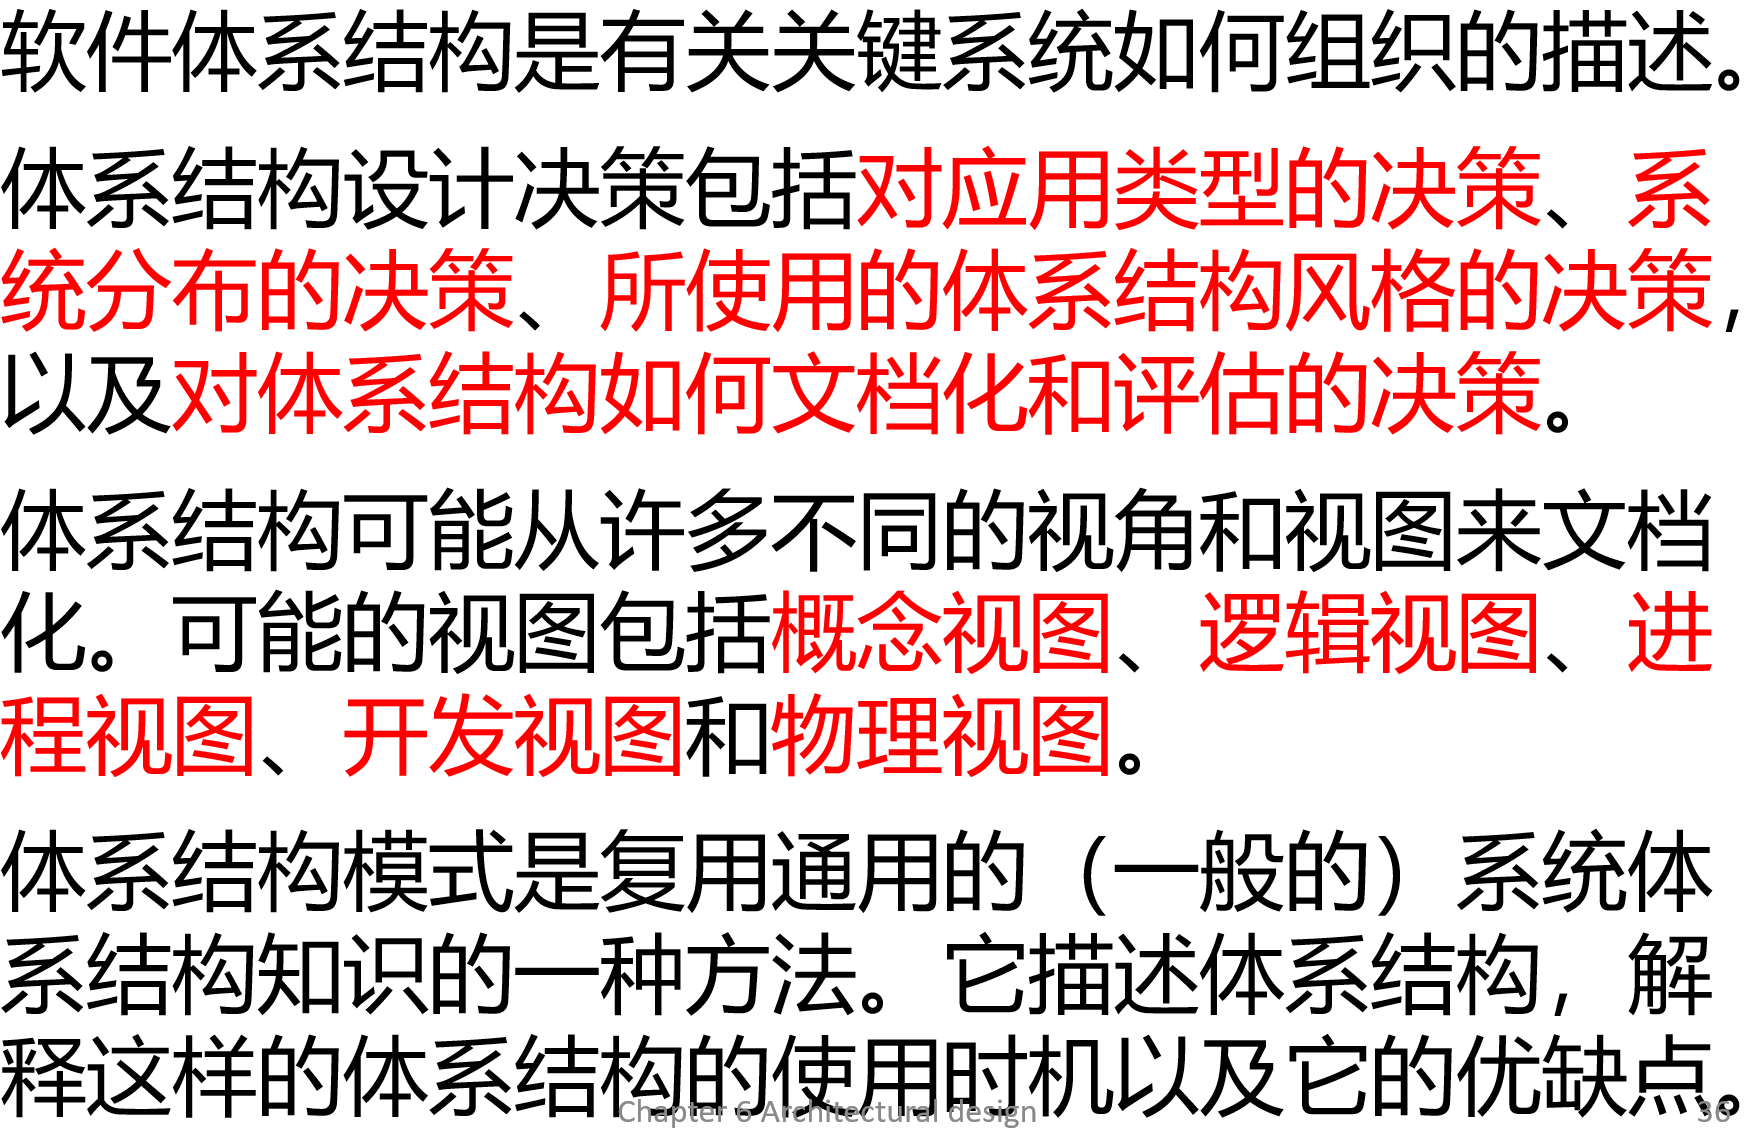 软件体系结构是有关关键系统如何组织的描述。
体系结构设计决策包括对应用类型的决策、系
统分布的决策、所使用的体系结构风格的决策，
以及对体系结构如何文档化和评估的决策。
体系结构可能从许多不同的视角和视图来文档
化。可能的视图包括概念视图、逻辑视图、进
程视图、开发视图和物理视图。
体系结构模式是复用通用的（一般的）系统体
系结构知识的一种方法。它描述体系结构，解
释这样的体系结构的使用时机以及它的优缺点。
Chapter 6 Architectural design
36